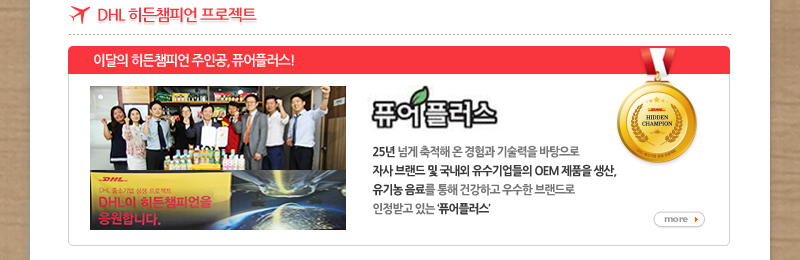 DHL 히든챔피언 프로젝트
이달의 히든챔피언 주인공, 퓨어플러스!
DHL
DHL 중소기업 상생 프로젝트
DHL이 히든챔피언을
응원합니다.
퓨어플러스
25년 넘게 축적해 온 경험과 기술력을 바탕으로
자사 브랜드 및 국내외 유수기업들의 OEM 제품을 생산,
유기농 음료를 통해 건강하고 우수한 브랜드로
인정받고 있는 '퓨어플러스'
DHL
HIDDEN
CHAMPION
more